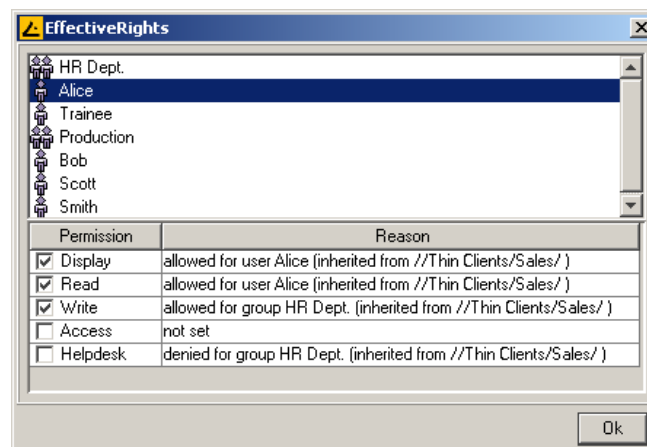 EffectiveRights
HR Dept.
Alice
Trainee
Production
Bob
Scott
Smith
Permission Reason
Display allowed for user Alice (inherited from //Thin Clients/Sales/ )
Read allowed for user Alice (inherited from //Thin Clients/Sales/ )
Write allowed for group HR Dept. (inherited from //Thin Clients/Sales/ )
Access not set
Helpdesk denied for group HR Dept. (inherited from //Thin Clients/Sales/ )
Ok